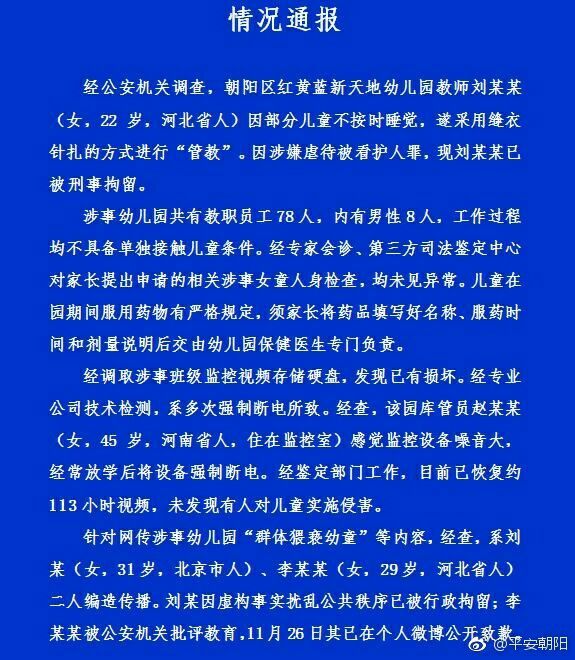 情况通报
经公安机关调查，朝阳区红黄蓝新天地幼儿园教师刘某某
（女，22 岁，河北省人）因部分儿童不按时睡觉，遂采用缝衣
针扎的方式进行“管教”。因涉嫌虐待被看护人罪，现刘某某已
被刑事拘留。
涉事幼儿园共有教职员工78人，内有男性8人，工作过程
均不具备单独接触儿童条件。经专家会诊、第三方司法鉴定中心
对家长提出申请的相关涉事女童人身检查，均未见异常。儿童在
园期间服用药物有严格规定，须家长将药品填写好名称、服药时
间和剂量说明后交由幼儿园保健医生专门负责。
经调取涉事班级监控视频存储硬盘，发现已有损坏。经专业
公司技术检测，系多次强制断电所致。经查，该园库管员赵某某
（女，45 岁，河南省人，住在监控室）感觉监控设备噪音大，
经常放学后将设备强制断电。经鉴定部门工作，目前已恢复约
113小时视频，未发现有人对儿童实施侵害。
针对网传涉事幼儿园“群体猥亵幼童”等内容，经查，系刘
某（女，31岁，北京市人）、李某某（女，29岁，河北省人）
二人编造传播。刘某因虚构事实扰乱公共秩序已被行政拘留；李
某某被公安机关批评教育，11月26日其已在个人微博公开致歉。
@平安朝阳